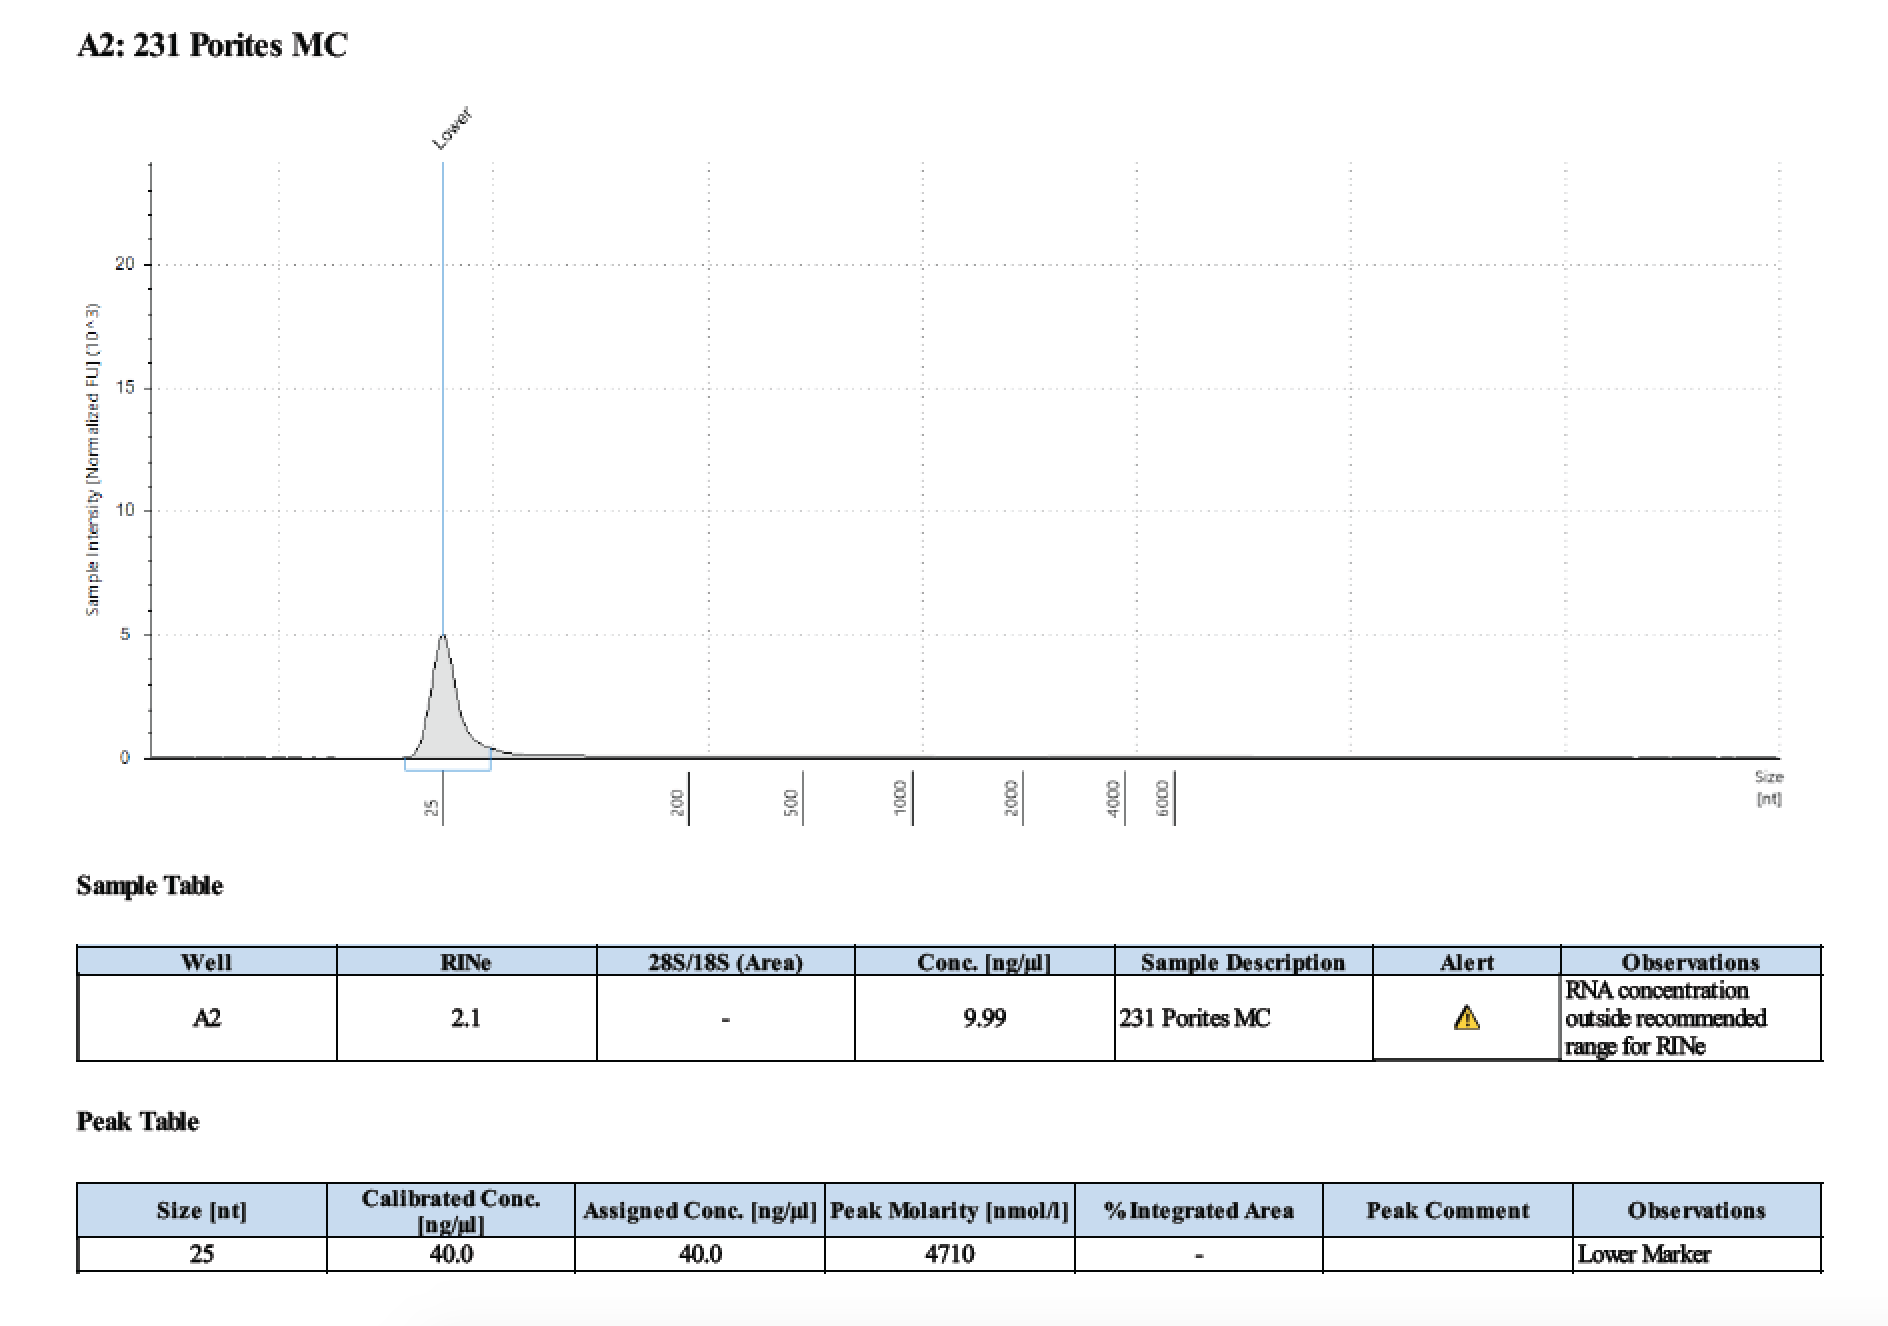 A2: 231 Porites MC
Lower
Sample Intensity [Normalized FU] (10^3)
20
15
10
5
0
25
200
500
1000
2000
4000
6000
Size
[nt]
Sample Table
Well RINe 28S/18S (Area) Conc. [ng/µl] Sample Description Alert Observations
A2 2.1 - 9.99 231 Porites MC RNA concentration
outside recommended
range for RINe
Peak Table
Size [nt] Calibrated Conc.
[ng/µl] Assigned Conc. [ng/µl] Peak Molarity [nmol/l] % Integrated Area Peak Comment Observations
25 40.0 40.0 4710 - Lower Marker